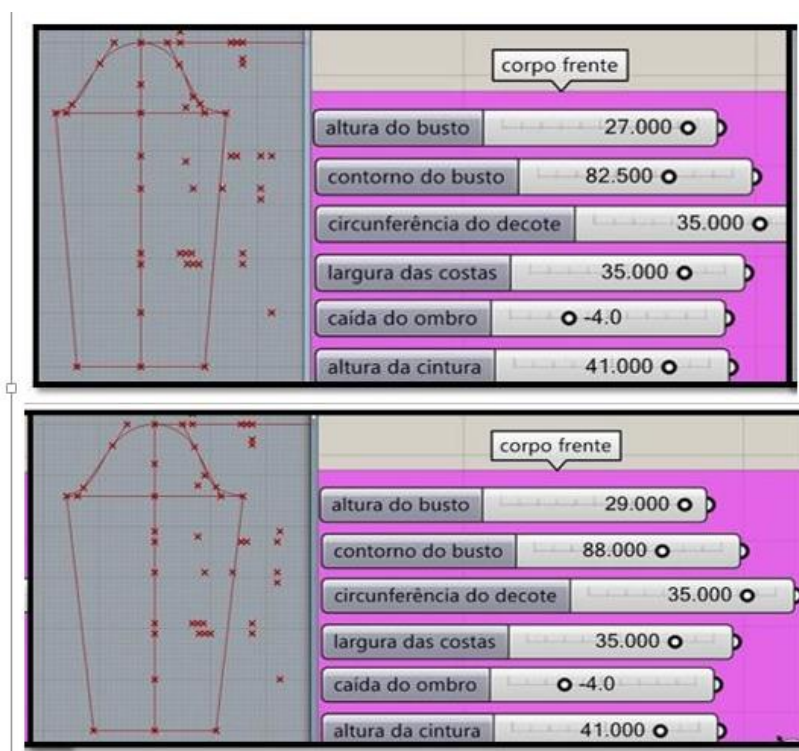 corpo frente
altura do busto 27.000
contorno do busto 82.500
circunferência do decote 35.000
largura das costas 35.000
caída do ombro -4.0
altura da cintura 41.000
corpo frente
altura do busto 29.000
contorno do busto 88.000
circunferência do decote 35.000
largura das costas 35.000
caída do ombro -4.0
altura da cintura 41.000